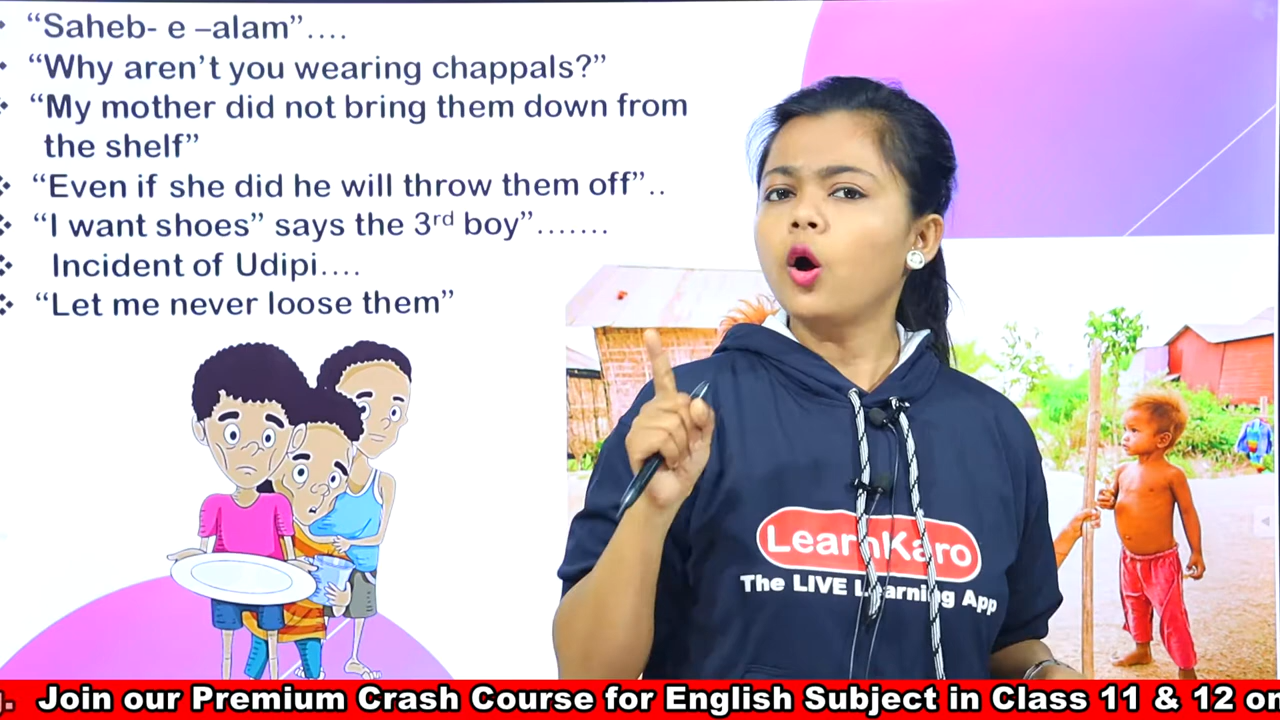 “Saheb- e –alam”....
“Why aren’t you wearing chappals?”
“My mother did not bring them down from
the shelf”
“Even if she did he will throw them off”..
“I want shoes” says the 3rd boy”.......
Incident of Udipi....
“Let me never loose them”
LearnKaro
The LIVE Learning App
Join our Premium Crash Course for English Subject in Class 11 & 12 on